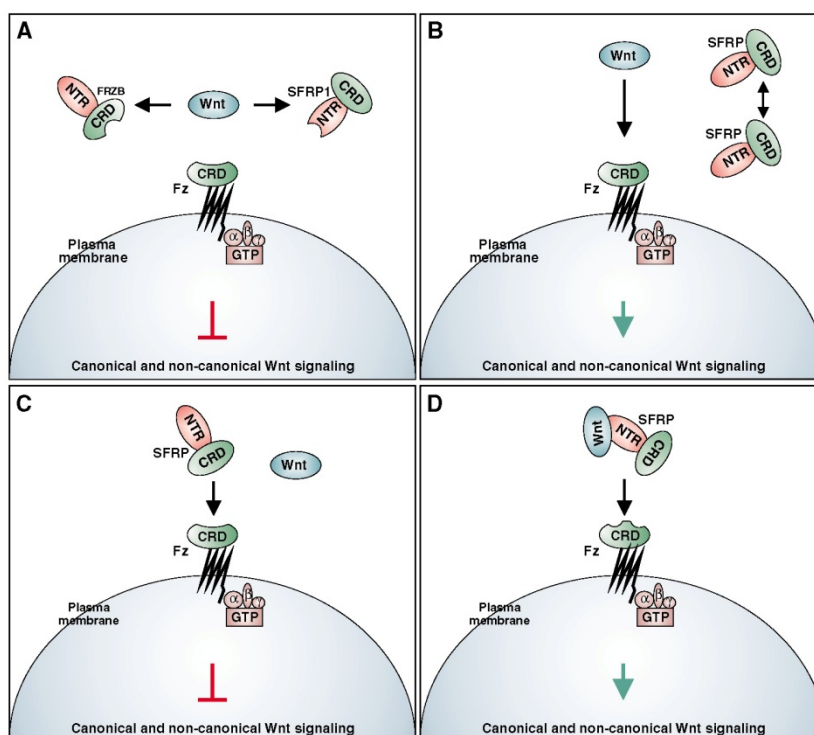 A
NTR
FRZB
CRD
Wnt
SFRP1
CRD
NTR
CRD
Fz
α β γ
GTP
Plasma
membrane
Canonical and non-canonical Wnt signaling
B
Wnt
SFRP
CRD
NTR
SFRP
CRD
NTR
CRD
Fz
α β γ
GTP
Plasma
membrane
Canonical and non-canonical Wnt signaling
C
NTR
SFRP
CRD
Wnt
CRD
Fz
α β γ
GTP
Plasma
membrane
Canonical and non-canonical Wnt signaling
D
Wnt
NTR
SFRP
CRD
CRD
Fz
α β γ
GTP
Plasma
membrane
Canonical and non-canonical Wnt signaling